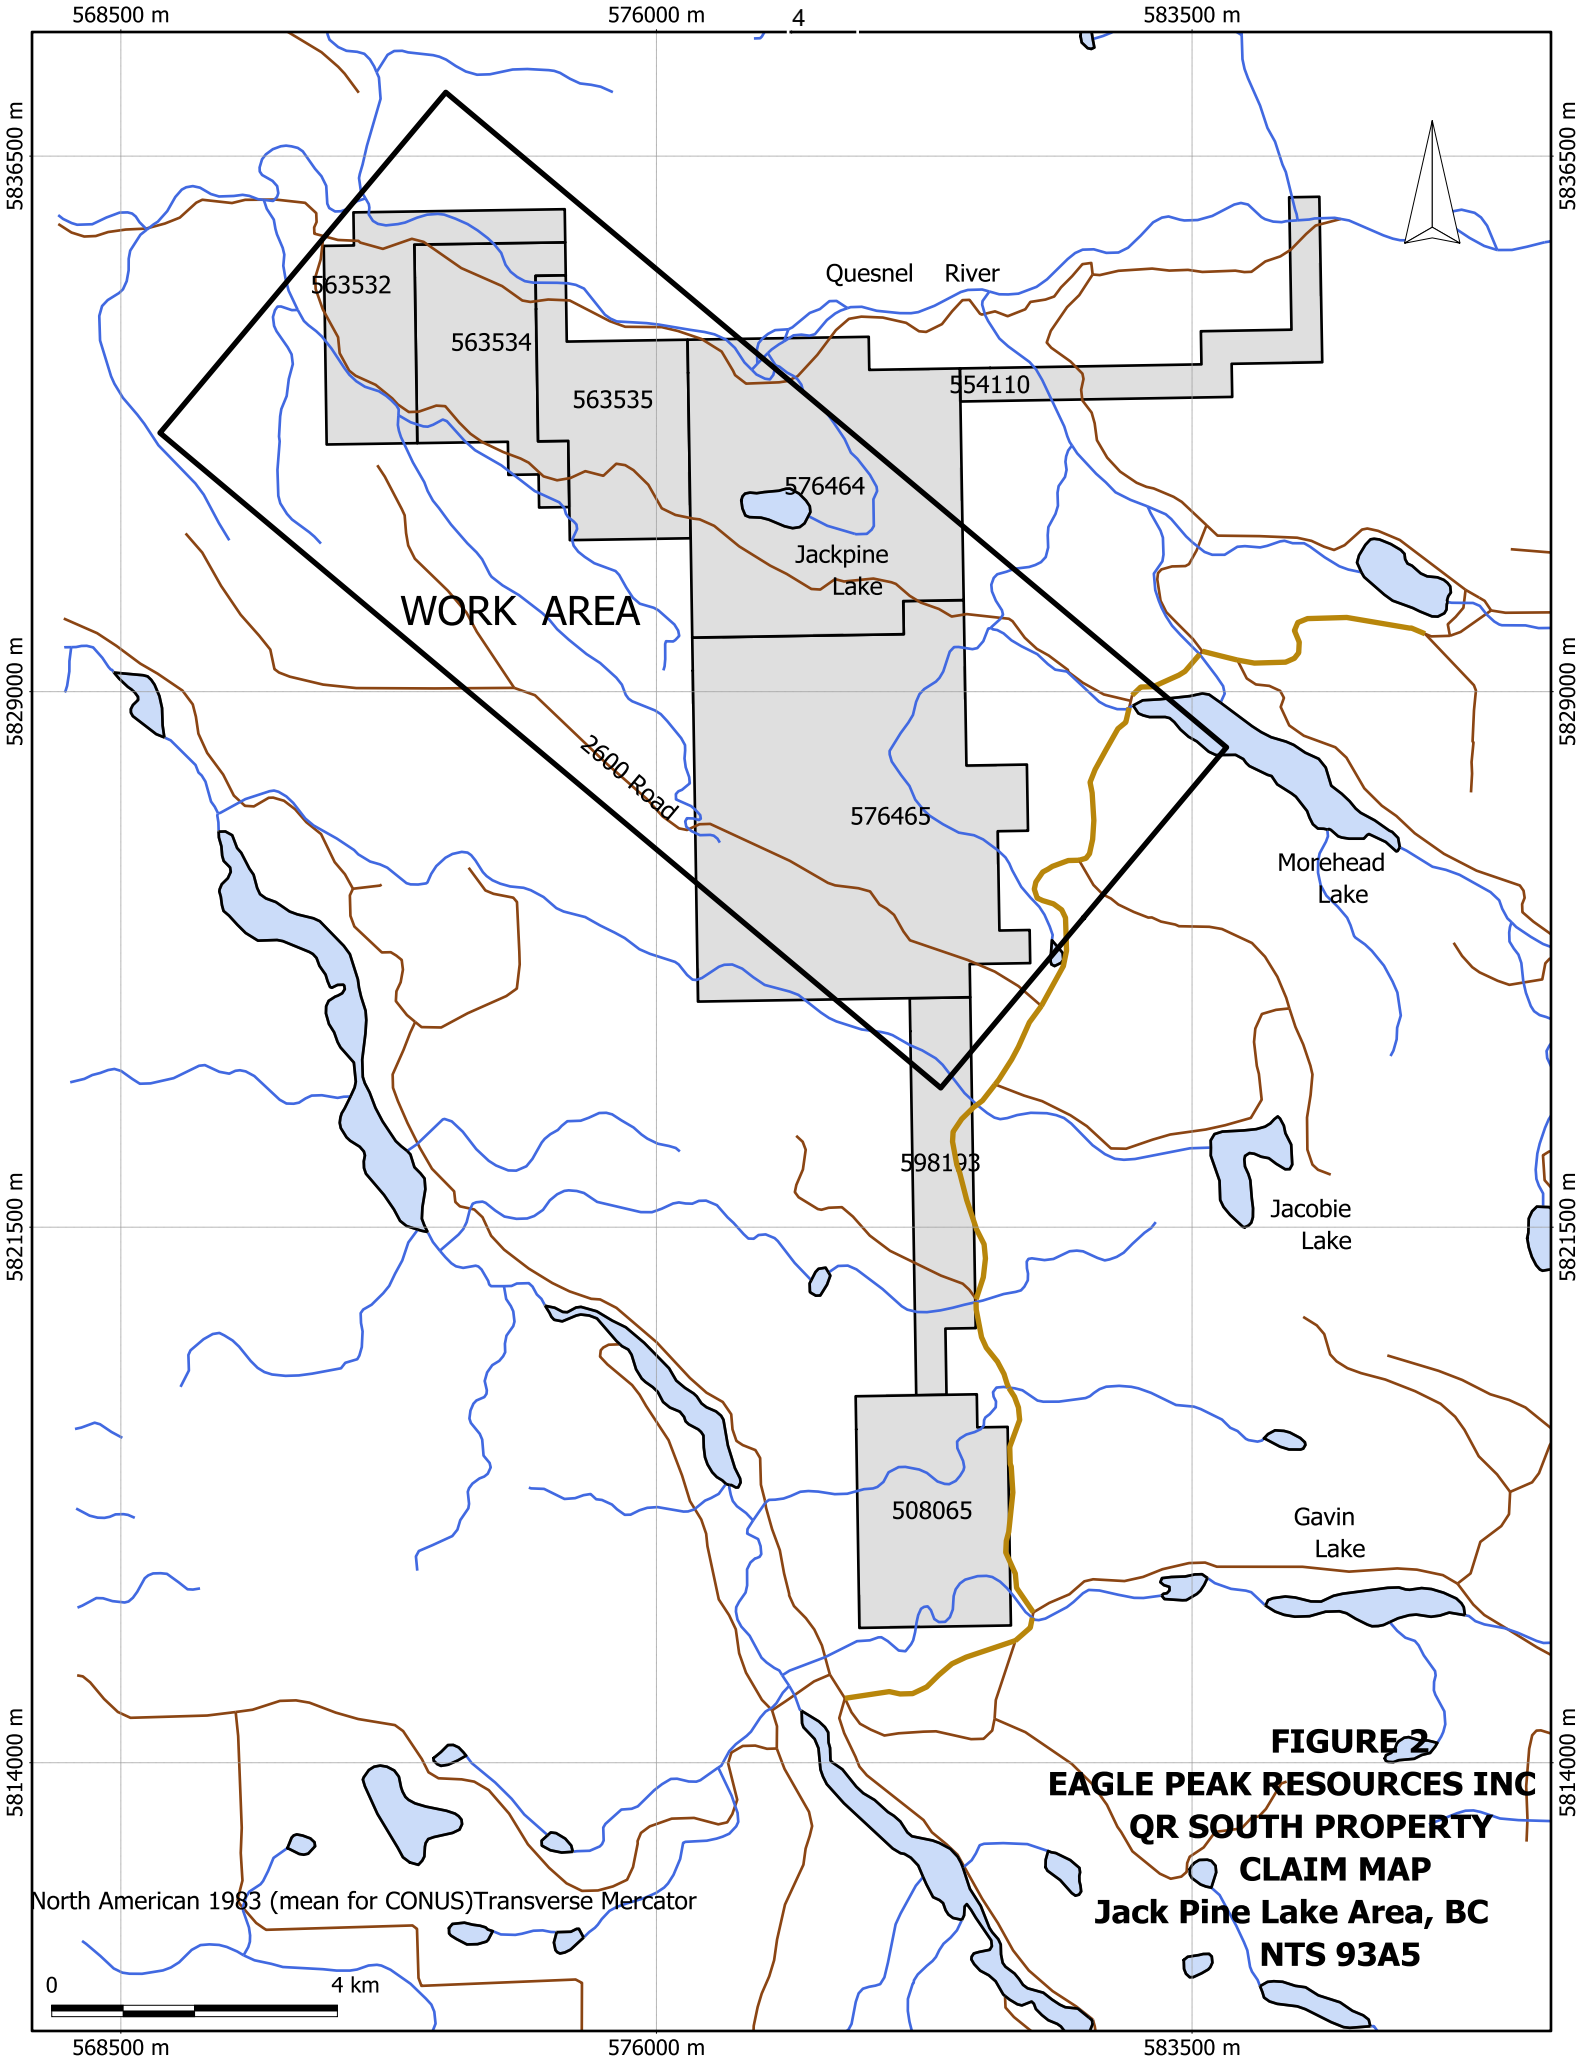 568500 m
576000 m
4
583500 m
5836500 m
5836500 m
Quesnel River
563532
563534
563535
554110
576464
Jackpine
Lake
WORK AREA
5829000 m
5829000 m
2600 Road
576465
Morehead
Lake
598193
Jacobie
Lake
5821500 m
5821500 m
508065
Gavin
Lake
5814000 m
5814000 m
FIGURE 2
EAGLE PEAK RESOURCES INC
QR SOUTH PROPERTY
CLAIM MAP
Jack Pine Lake Area, BC
NTS 93A5
North American 1983 (mean for CONUS)Transverse Mercator
0
4 km
568500 m
576000 m
583500 m